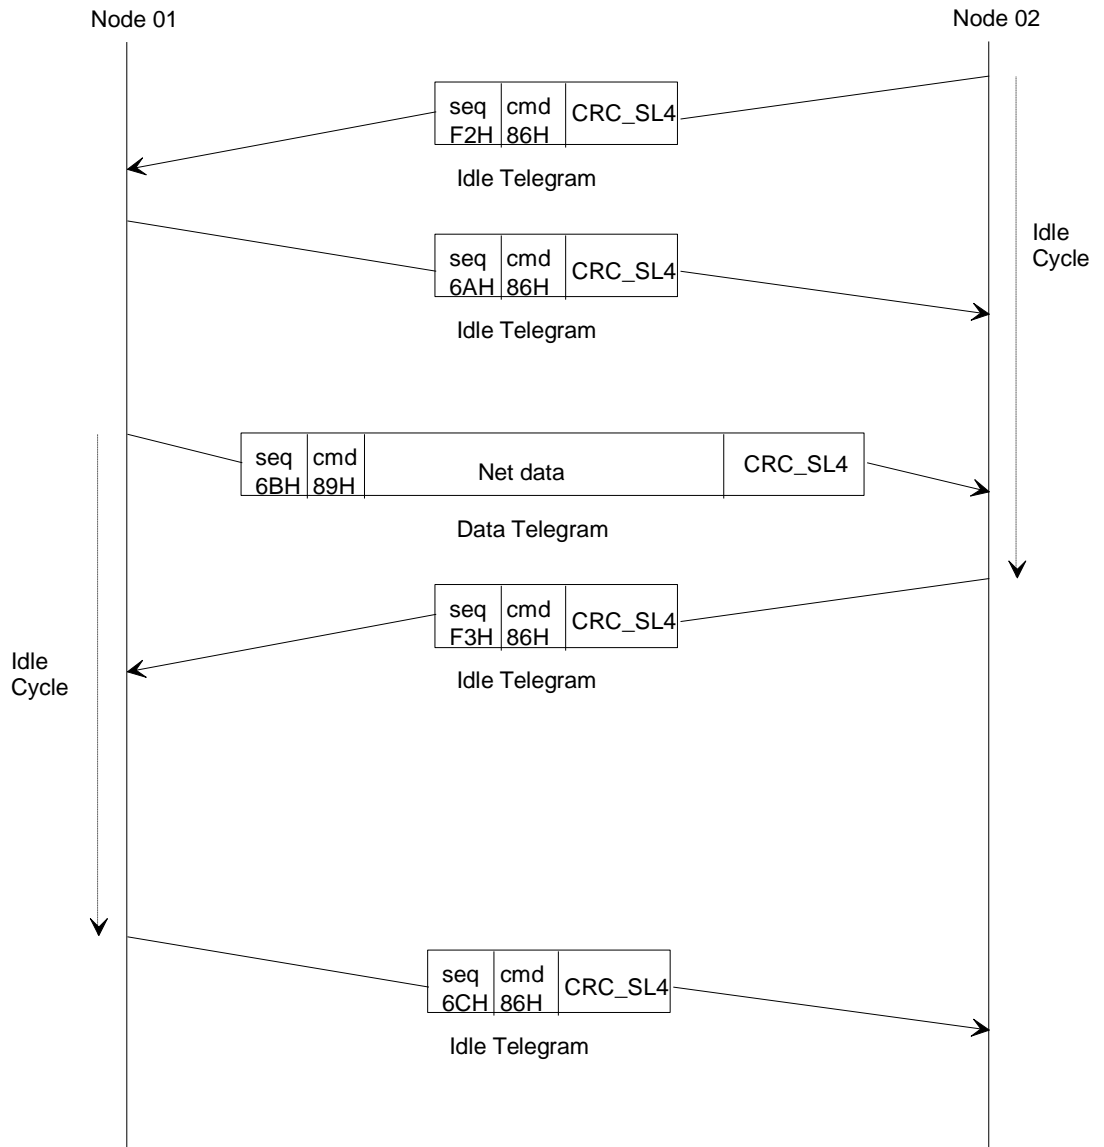 Node 01
Node 02
seq cmd CRC_SL4
F2H 86H
Idle Telegram
Idle
Cycle
seq cmd CRC_SL4
6AH 86H
Idle Telegram
seq cmd Net data CRC_SL4
6BH 89H
Data Telegram
seq cmd CRC_SL4
F3H 86H
Idle Telegram
Idle
Cycle
seq cmd CRC_SL4
6CH 86H
Idle Telegram